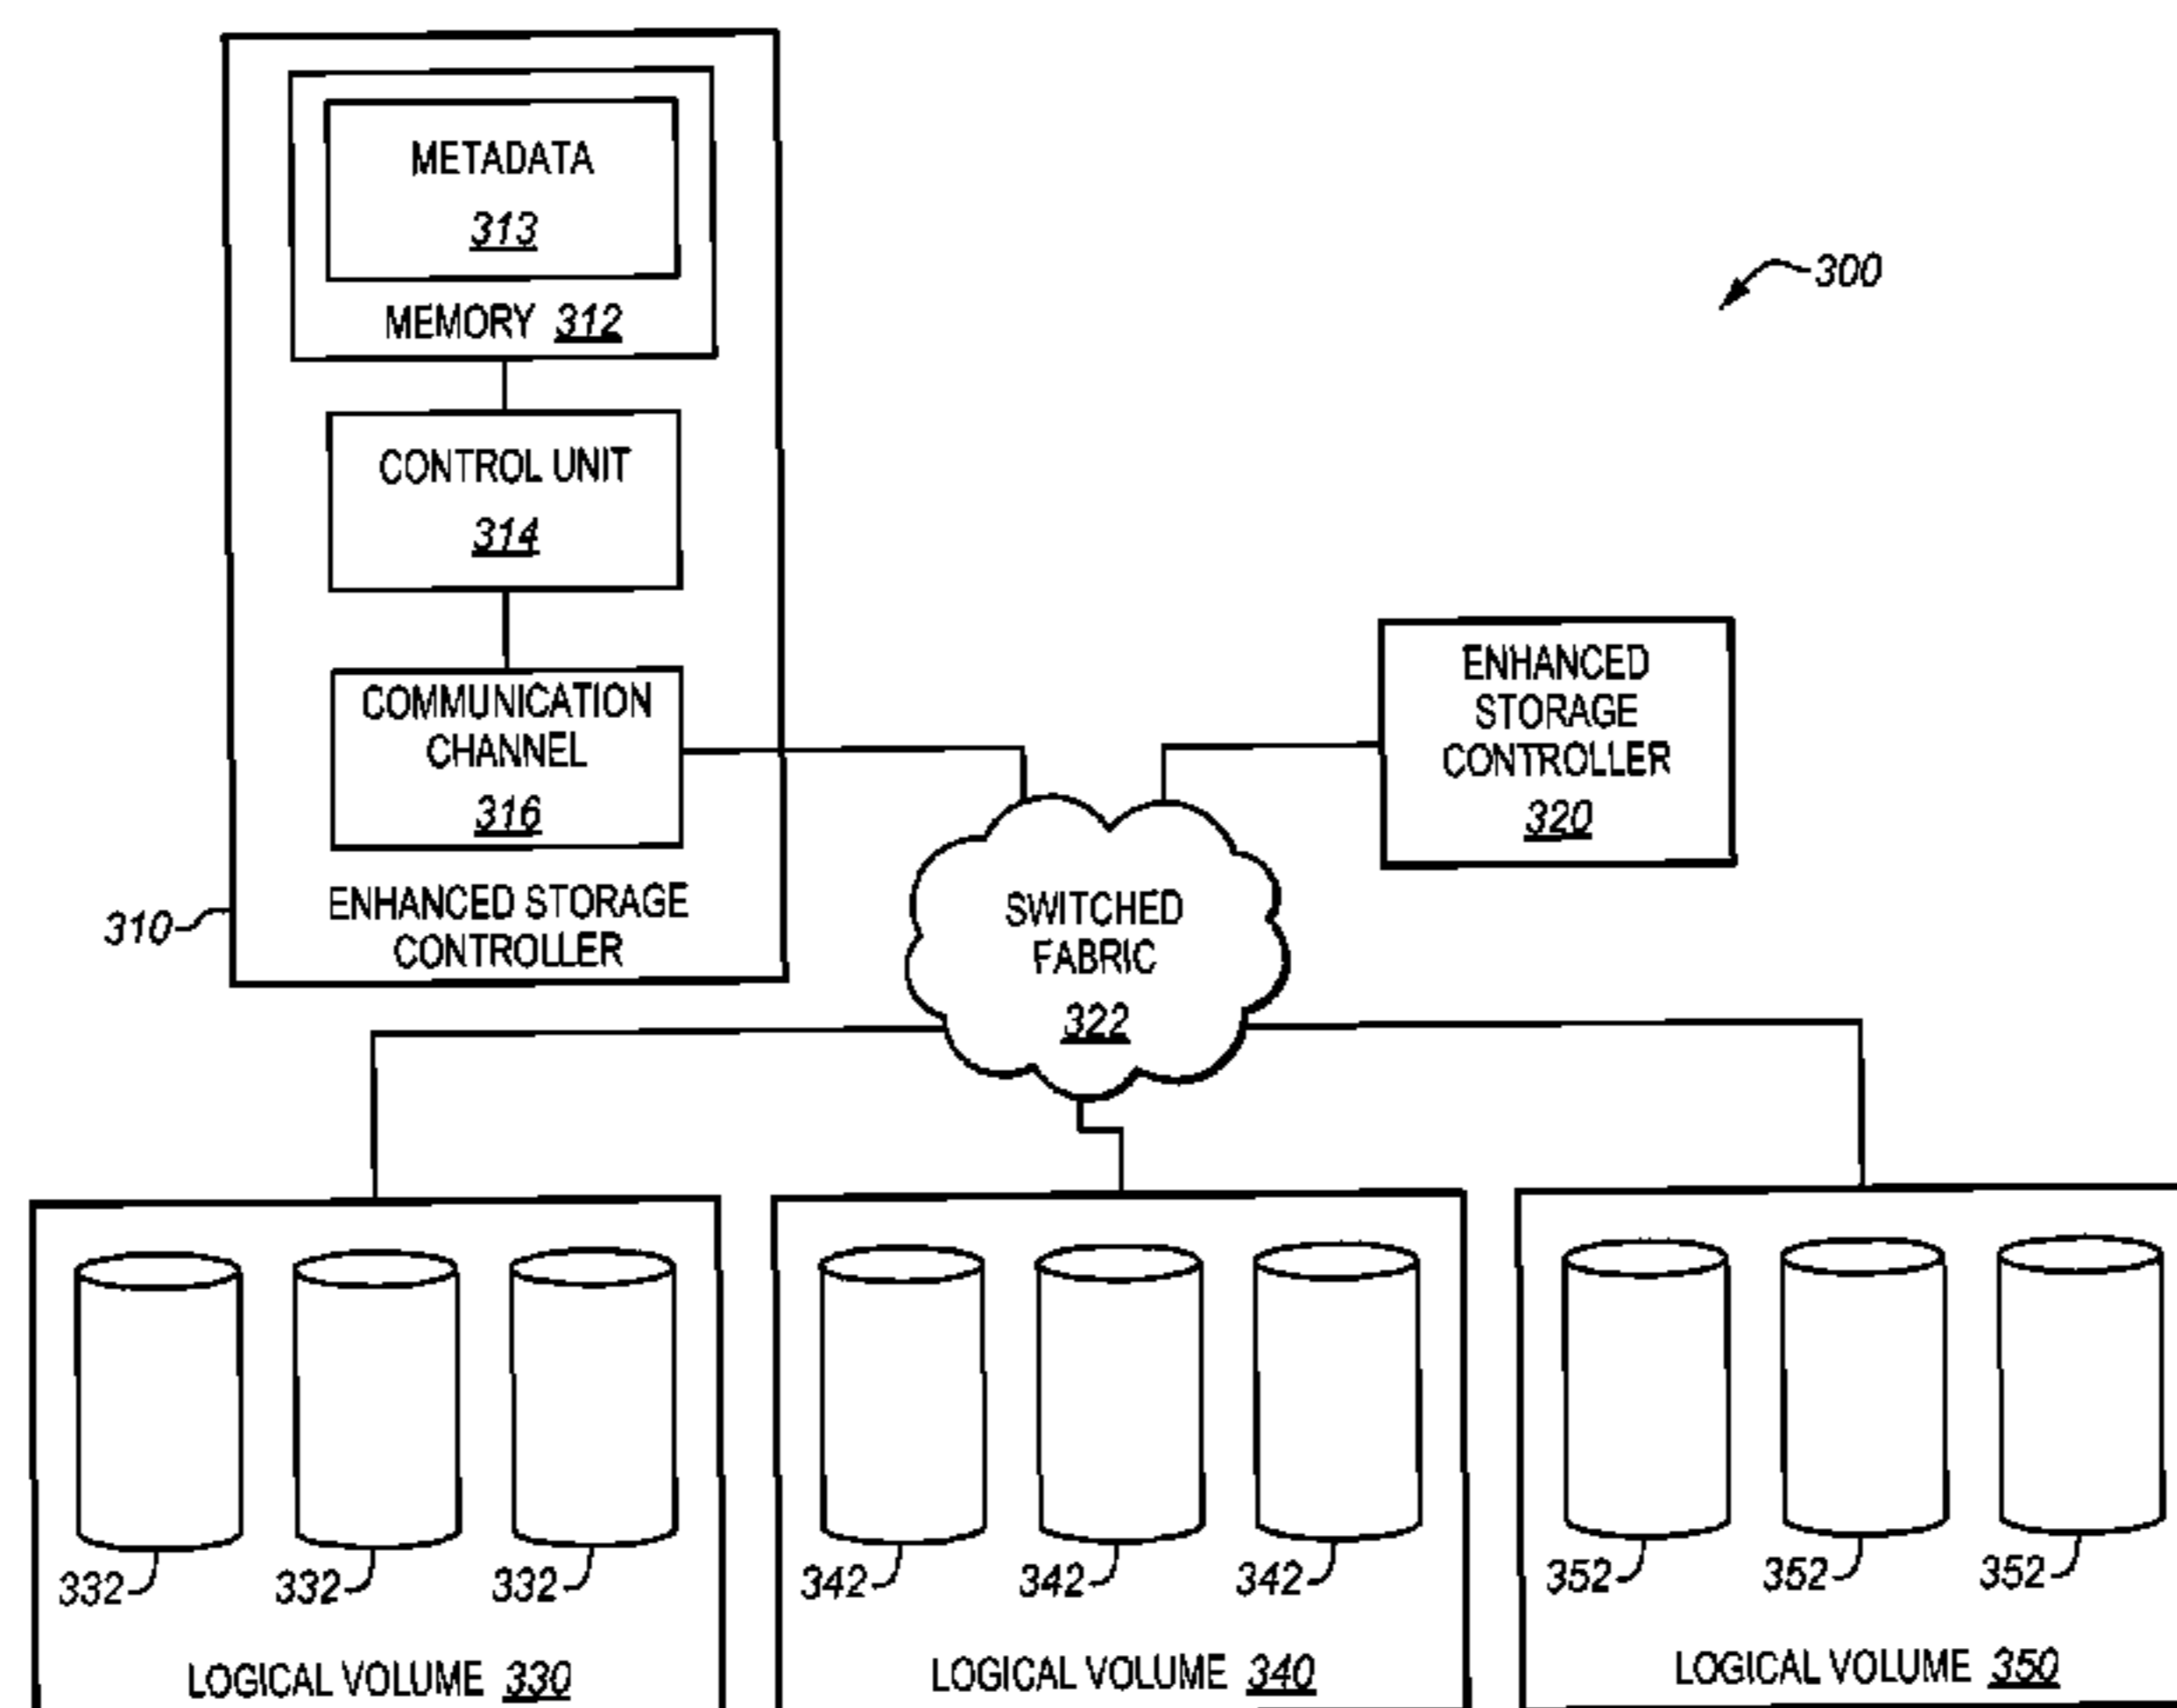 METADATA
313
MEMORY 312
300
CONTROL UNIT
314
COMMUNICATION
CHANNEL
316
ENHANCED STORAGE
CONTROLLER
310
ENHANCED
STORAGE
CONTROLLER
320
SWITCHED
FABRIC
322
332 332 332
LOGICAL VOLUME 330
342 342 342
LOGICAL VOLUME 340
352 352 352
LOGICAL VOLUME 350